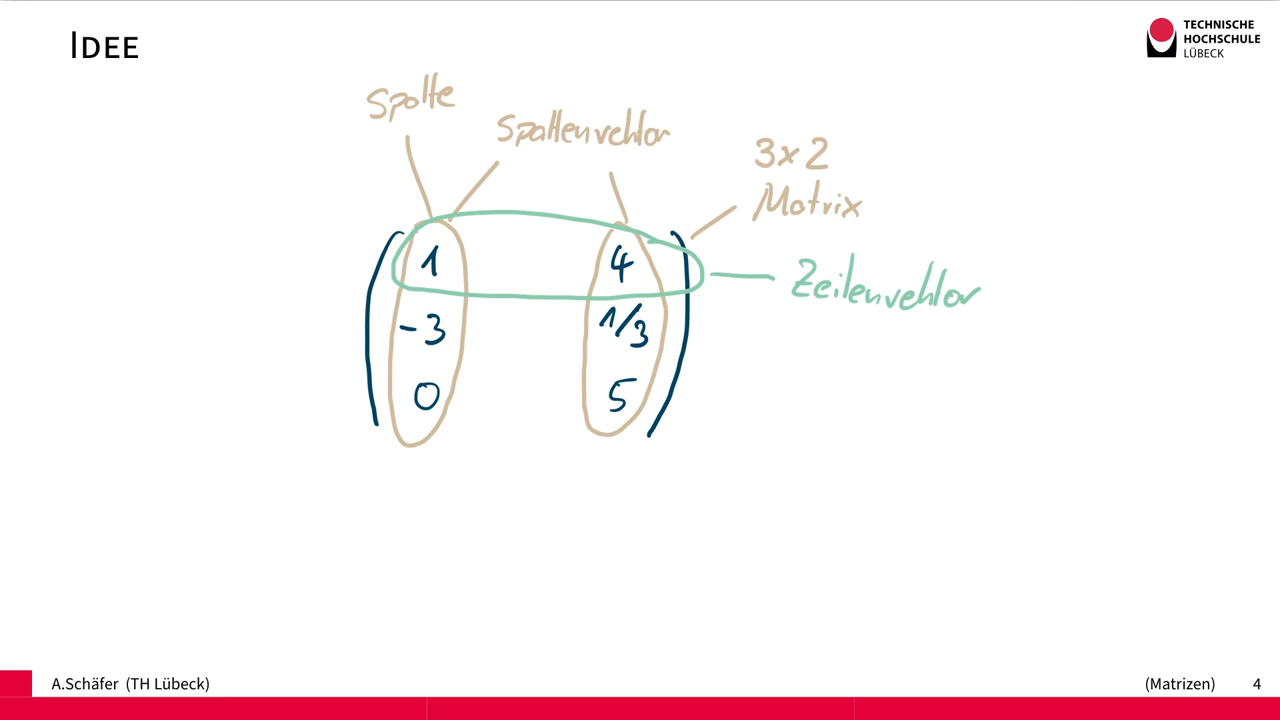 IDEE
TECHNISCHE
HOCHSCHULE
LÜBECK
Spalte
Spaltenvektor
3x2
Matrix
Zeilenvektor
1 4
-3 1/3
0 5
A.Schäfer (TH Lübeck)
(Matrizen) 4